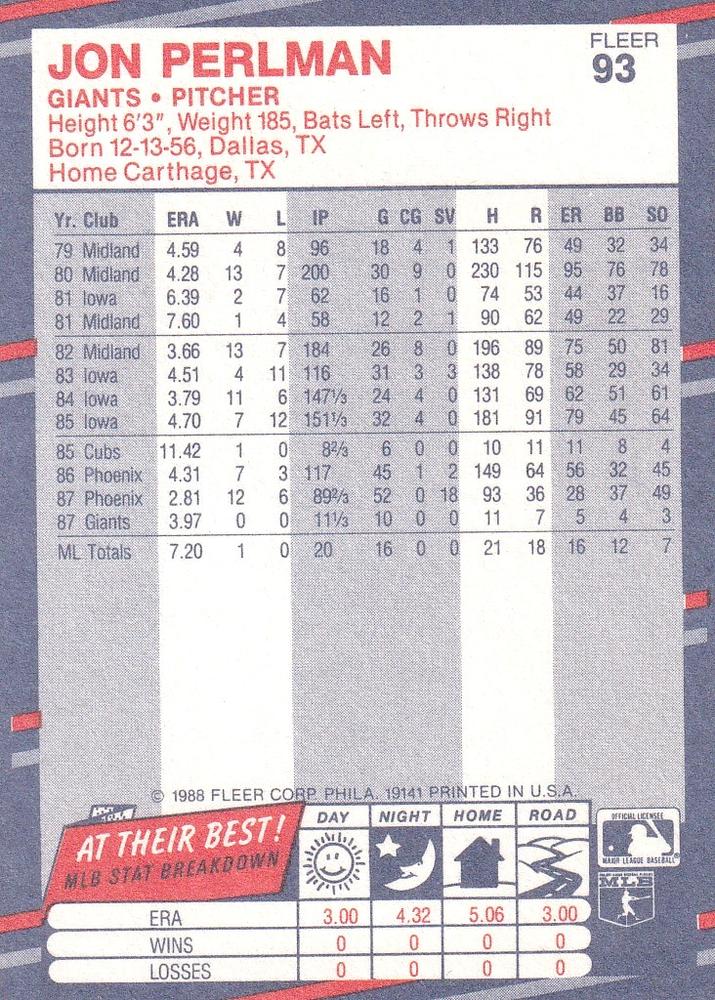 JON PERLMAN
FLEER
93
GIANTS • PITCHER
Height 6'3", Weight 185, Bats Left, Throws Right
Born 12-13-56, Dallas, TX
Home Carthage, TX
Yr. Club ERA W L IP G CG SV H R ER BB SO
79 Midland 4.59 4 8 96 18 4 1 133 76 49 32 34
80 Midland 4.28 13 7 200 30 9 0 230 115 95 76 78
81 Iowa 6.39 2 7 62 16 1 0 74 53 44 37 16
81 Midland 7.60 1 4 58 12 2 1 90 62 49 22 29
82 Midland 3.66 13 7 184 26 8 0 196 89 75 50 81
83 Iowa 4.51 4 11 116 31 3 3 138 78 58 29 34
84 Iowa 3.79 11 6 147⅓ 24 4 0 131 69 62 51 61
85 Iowa 4.70 7 12 151⅓ 32 4 0 181 91 79 45 64
85 Cubs 11.42 1 0 8⅔ 6 0 0 10 11 11 8 4
86 Phoenix 4.31 7 3 117 45 1 2 149 64 56 32 45
87 Phoenix 2.81 12 6 89⅔ 52 0 18 93 36 28 37 49
87 Giants 3.97 0 0 11⅓ 10 0 0 11 7 5 4 3
ML Totals 7.20 1 0 20 16 0 0 21 18 16 12 7
© 1988 FLEER CORP. PHILA. 19141 PRINTED IN U.S.A.
AT THEIR BEST!
MLB STAT BREAKDOWN
DAY NIGHT HOME ROAD
ERA 3.00 4.32 5.06 3.00
WINS 0 0 0 0
LOSSES 0 0 0 0
OFFICIAL LICENSEE
MAJOR LEAGUE BASEBALL
MLB